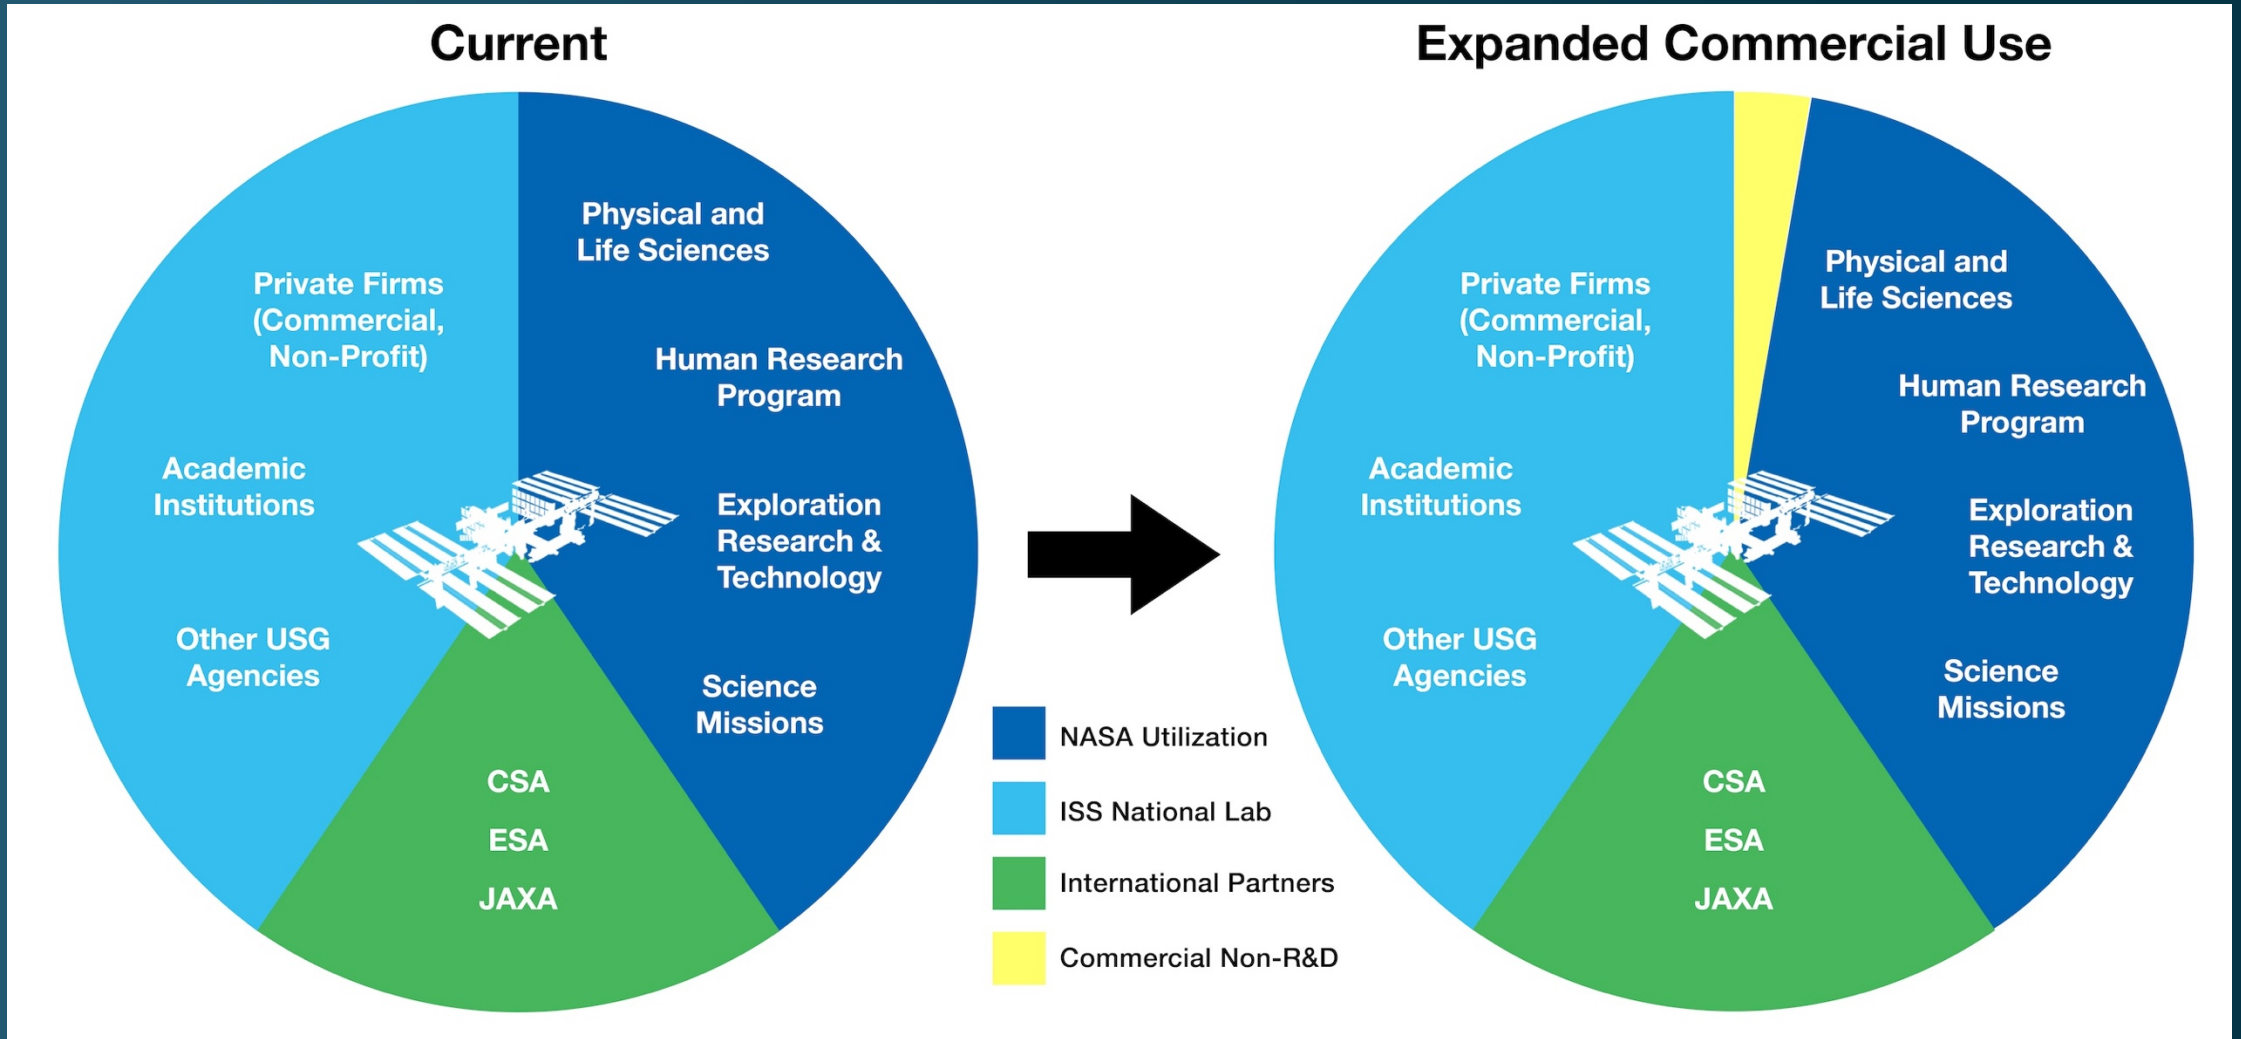 Current
Physical and
Life Sciences
Human Research
Program
Exploration
Research &
Technology
Science
Missions
Private Firms
(Commercial,
Non-Profit)
Academic
Institutions
Other USG
Agencies
CSA
ESA
JAXA
NASA Utilization
ISS National Lab
International Partners
Commercial Non-R&D
Expanded Commercial Use
Physical and
Life Sciences
Human Research
Program
Exploration
Research &
Technology
Science
Missions
Private Firms
(Commercial,
Non-Profit)
Academic
Institutions
Other USG
Agencies
CSA
ESA
JAXA